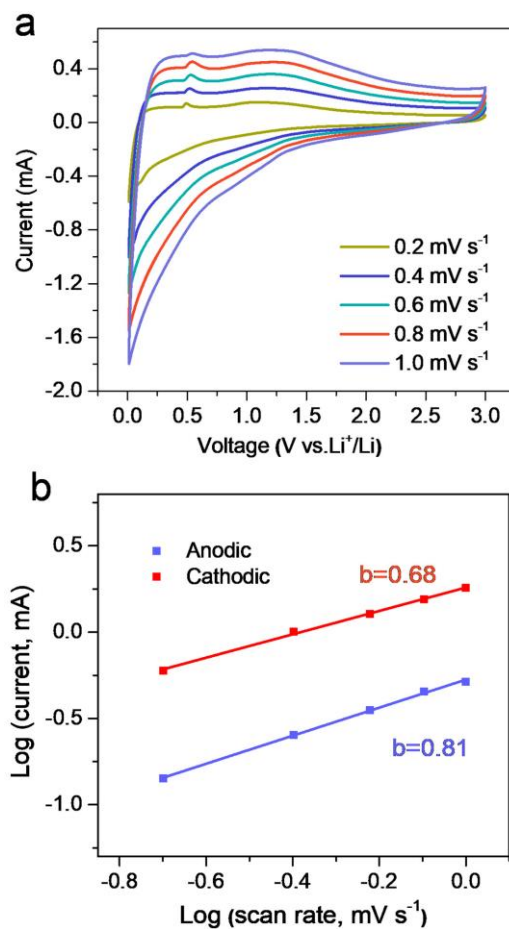 a
0.4
0.0
-0.4
-0.8
-1.2
-1.6
-2.0
Current (mA)
0.2 mV s⁻¹
0.4 mV s⁻¹
0.6 mV s⁻¹
0.8 mV s⁻¹
1.0 mV s⁻¹
0.0 0.5 1.0 1.5 2.0 2.5 3.0
Voltage (V vs.Li⁺/Li)
b
0.5
0.0
-0.5
-1.0
Log (current, mA)
Anodic
Cathodic
b=0.68
b=0.81
-0.8 -0.6 -0.4 -0.2 0.0
Log (scan rate, mV s⁻¹)